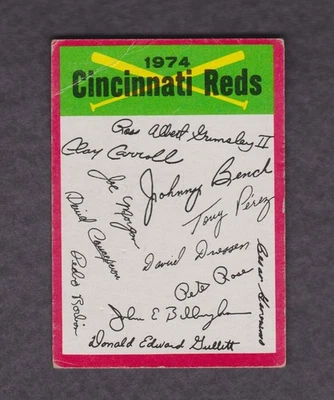 1974
Cincinnati Reds
Ross Albert Grimsley II
Clay Carroll
Johnny Bench
Joe Morgan
Tony Perez
David Concepcion
David Driessen
Cesar Geronimo
Pedro Borbon
Pete Rose
John E Billingham
Donald Edward Gullett